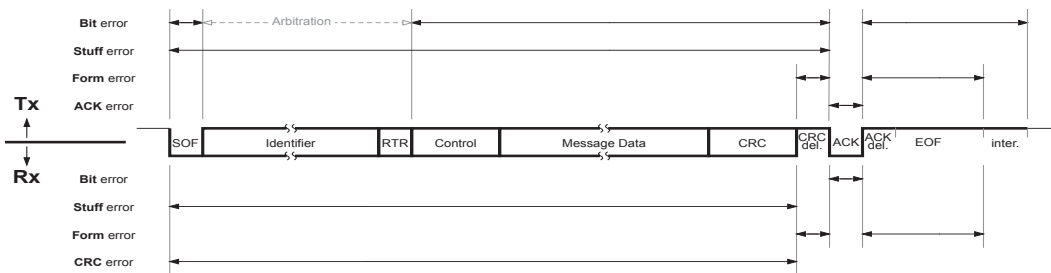 Bit error
Arbitration
Stuff error
Form error
ACK error
Tx
SOF
Identifier
RTR
Control
Message Data
CRC
CRC
del.
ACK
ACK
del.
EOF
inter.
Rx
Bit error
Stuff error
Form error
CRC error